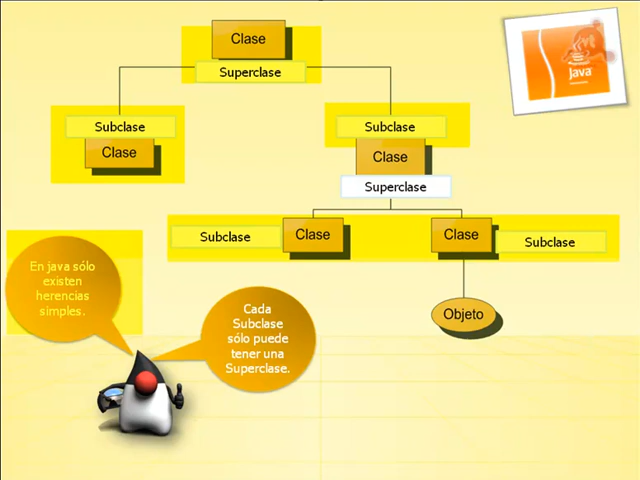 Clase
Superclase
Java
Subclase
Clase
Subclase
Clase
Superclase
Subclase
Clase
Clase
Subclase
En java sólo
existen
herencias
simples.
Cada
Subclase
sólo puede
tener una
Superclase.
Objeto